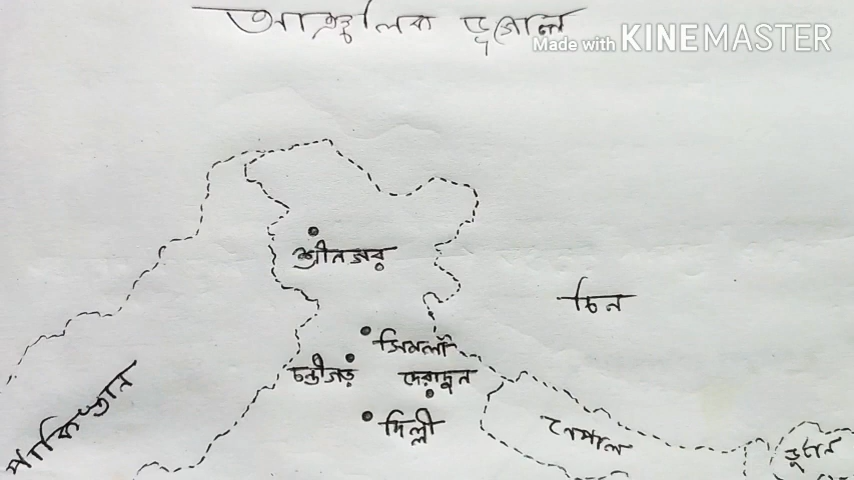 আঞ্চলিক ভূগোল
Made with KINEMASTER
শ্রীনগর
চিন
সিমলা
চণ্ডীগড়
দেরাদুন
দিল্লী
পাকিস্তান
নেপাল
ভূটান